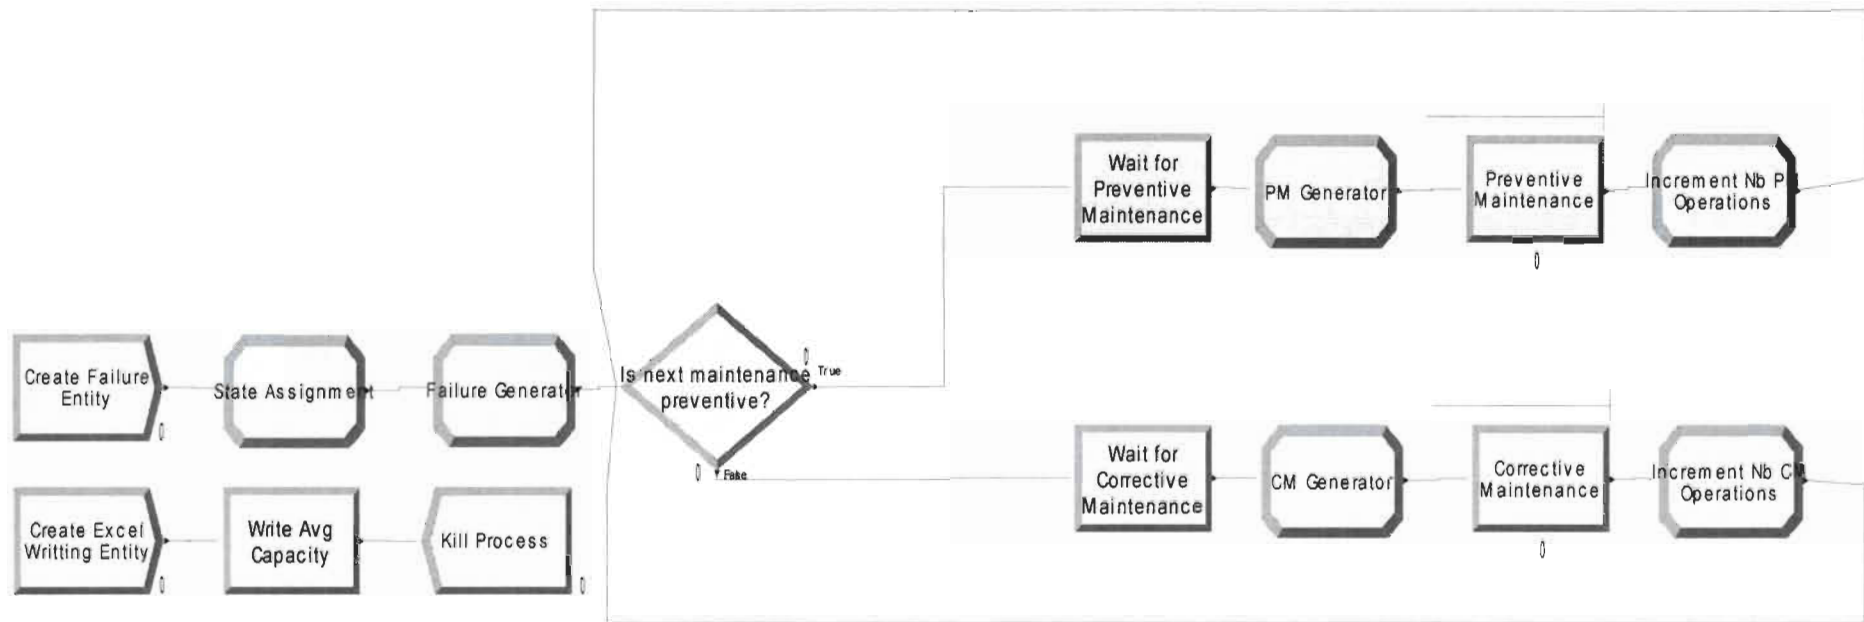 Wait for
Preventive
Maintenance
PM Generator
Preventive
Maintenance
Increment Nb P
Operations
Create Failure
Entity
0
State Assignment
Failure Generator
Is next maintenance
preventive?
0
True
0
False
0
Wait for
Corrective
Maintenance
CM Generator
Corrective
Maintenance
Increment Nb CM
Operations
0
Create Excel
Writting Entity
0
Write Avg
Capacity
Kill Process
0